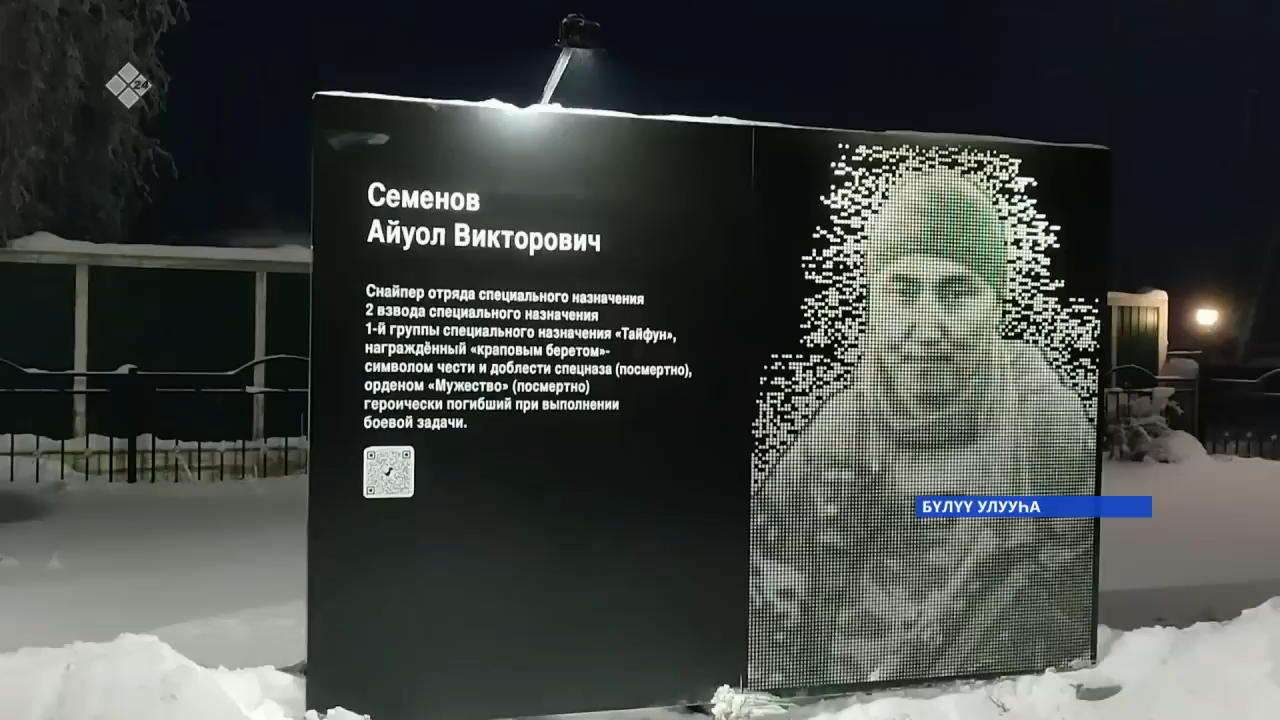 24
Семенов
Айуол Викторович
Снайпер отряда специального назначения
2 взвода специального назначения
1-й группы специального назначения «Тайфун»,
награждённый «краповым беретом»-
символом чести и доблести спецназа (посмертно),
орденом «Мужество» (посмертно)
героически погибший при выполнении
боевой задачи.
БҮЛҮҮ УЛУУҺА